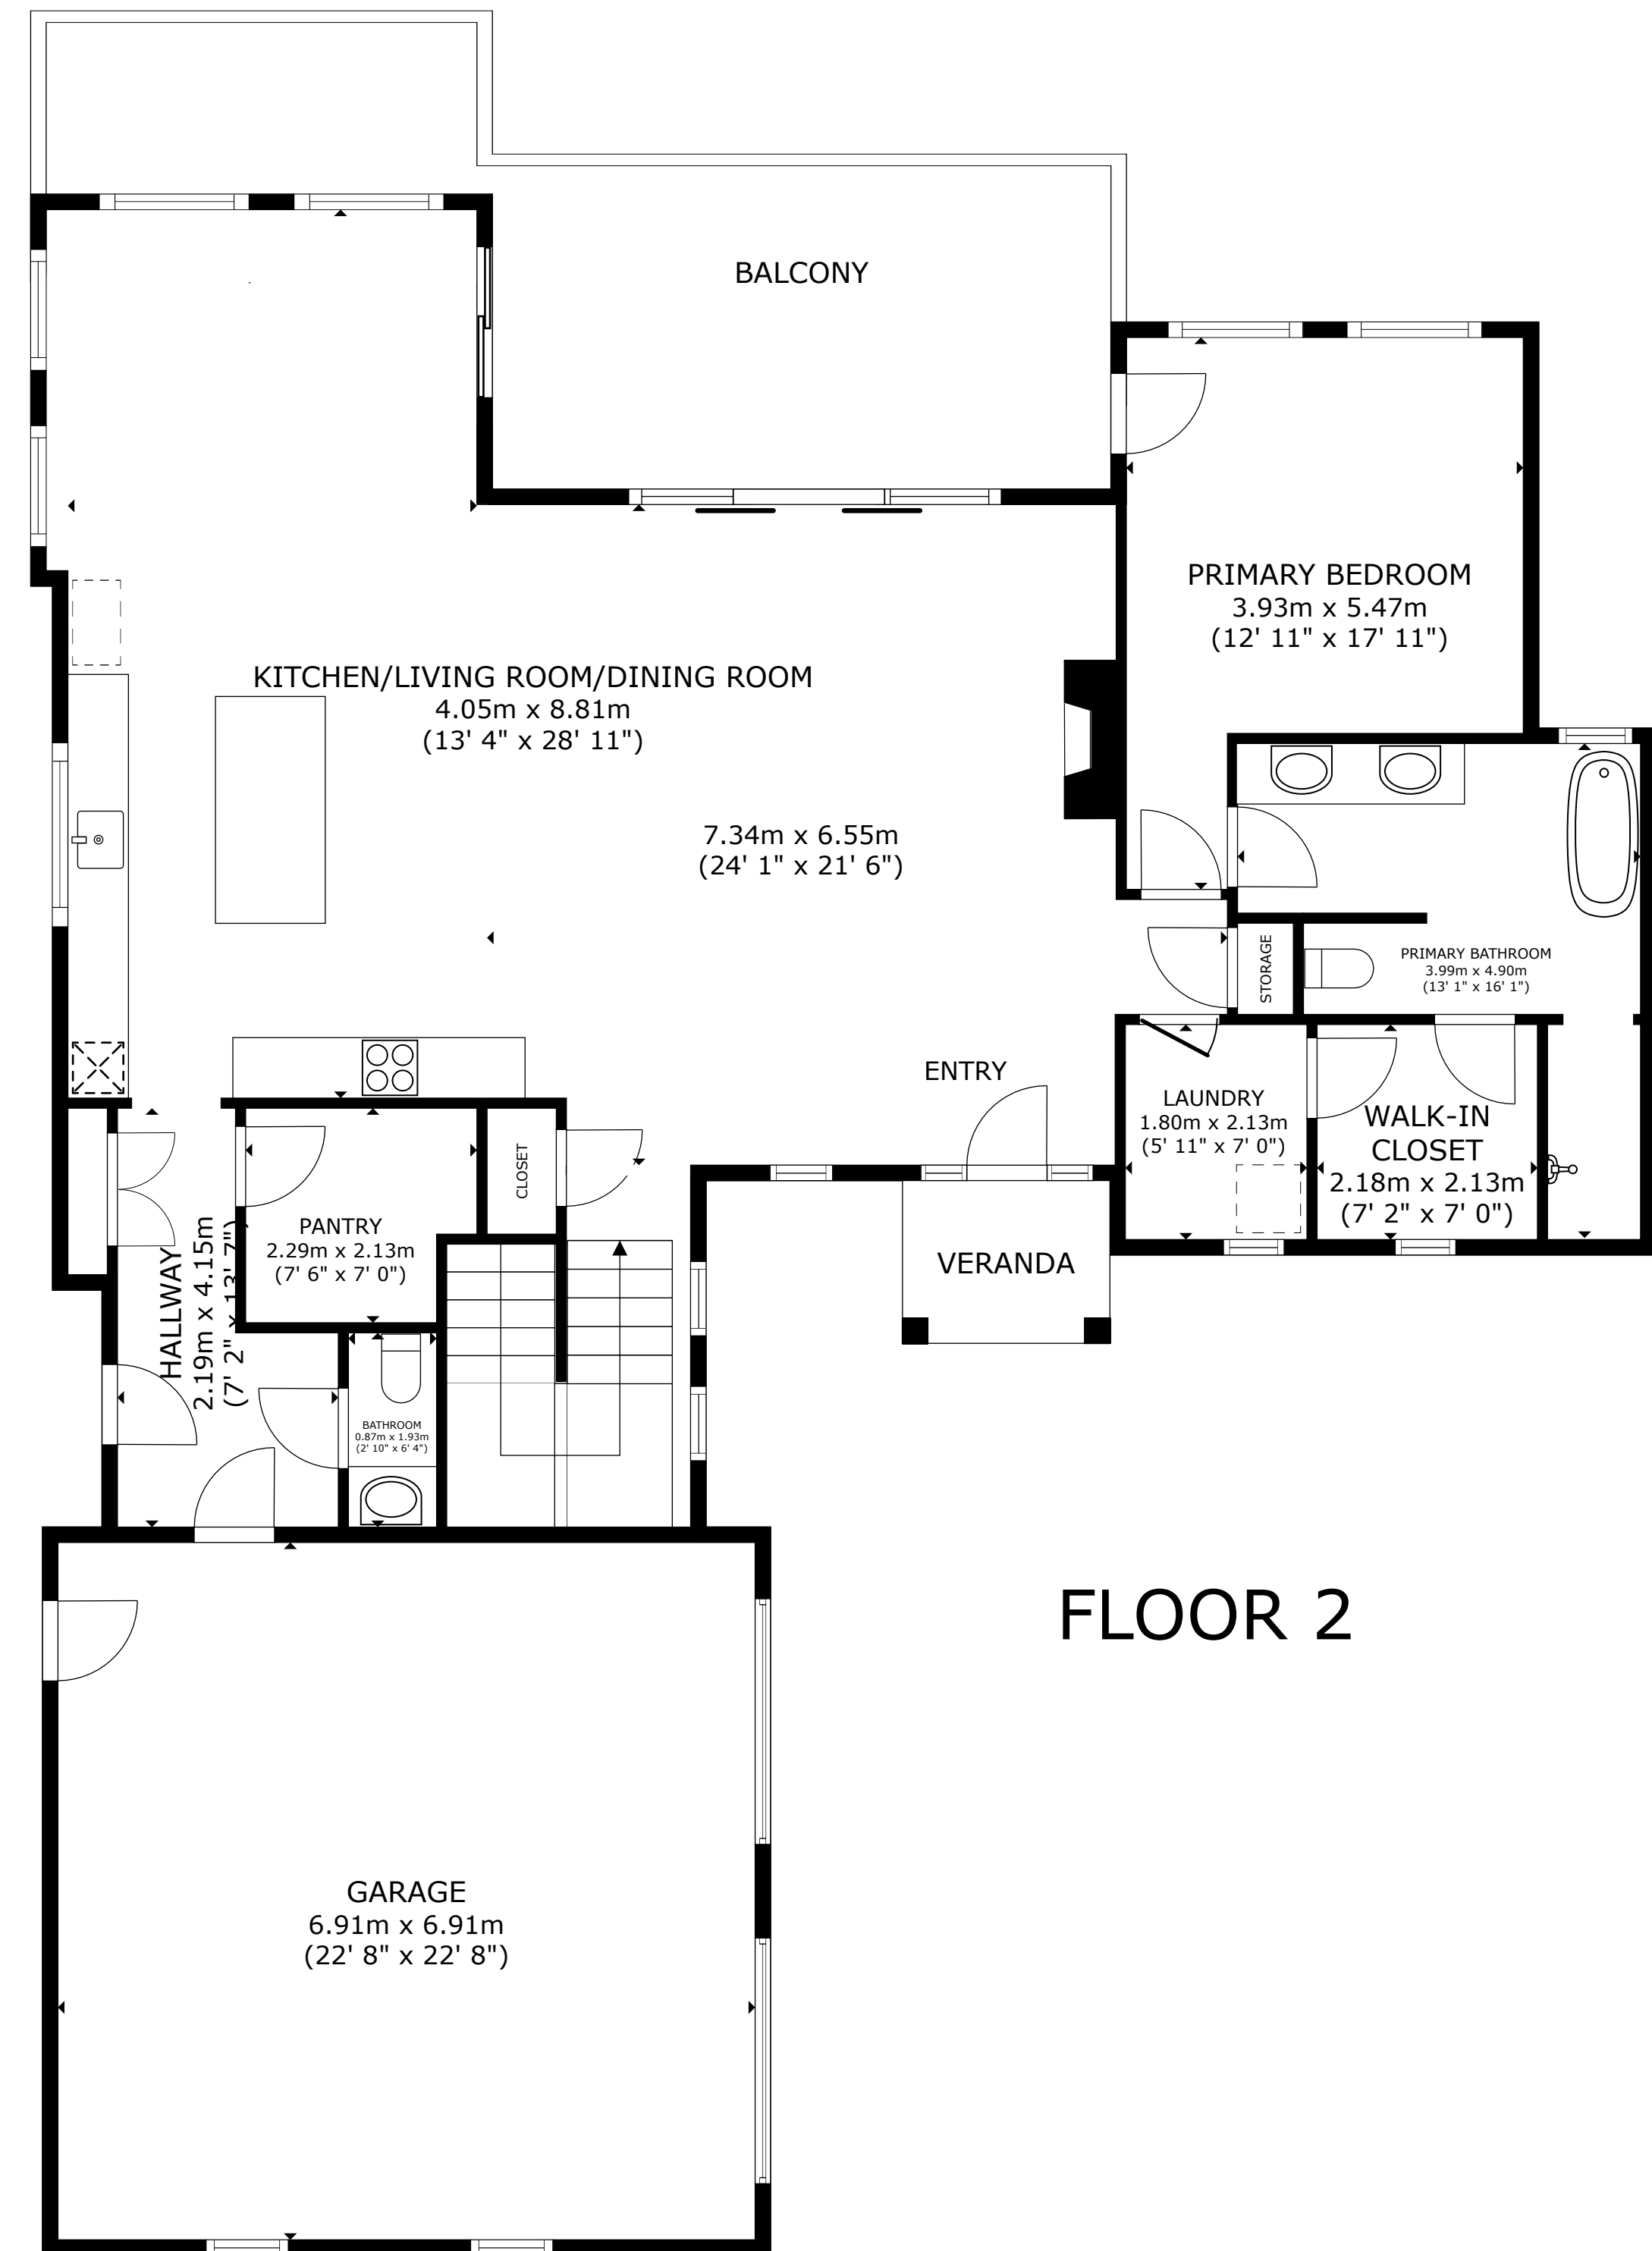 BALCONY
PRIMARY BEDROOM
3.93m x 5.47m
(12' 11" x 17' 11")
KITCHEN/LIVING ROOM/DINING ROOM
4.05m x 8.81m
(13' 4" x 28' 11")
7.34m x 6.55m
(24' 1" x 21' 6")
STORAGE
PRIMARY BATHROOM
3.99m x 4.90m
(13' 1" x 16' 1")
ENTRY
LAUNDRY
1.80m x 2.13m
(5' 11" x 7' 0")
WALK-IN
CLOSET
2.18m x 2.13m
(7' 2" x 7' 0")
CLOSET
PANTRY
2.29m x 2.13m
(7' 6" x 7' 0")
VERANDA
HALLWAY
2.19m x 4.15m
(7' 2" x 13' 7")
BATHROOM
0.87m x 1.93m
(2' 10" x 6' 4")
FLOOR 2
GARAGE
6.91m x 6.91m
(22' 8" x 22' 8")